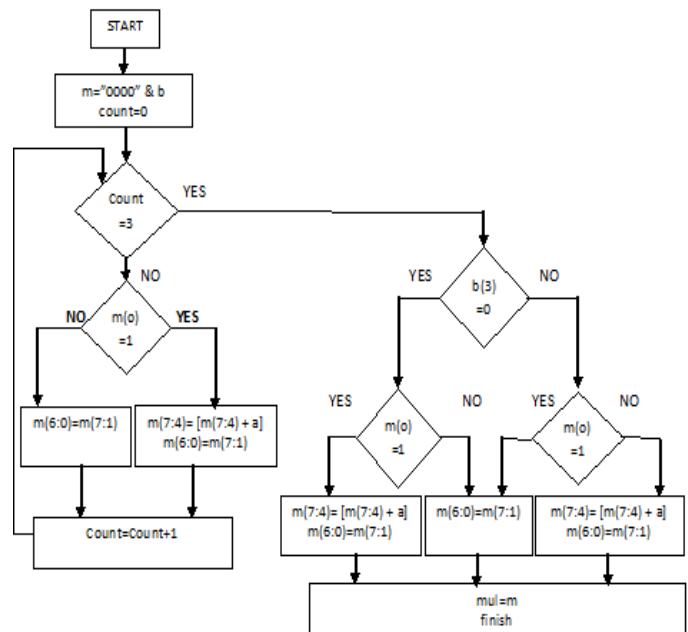 START
m="0000" & b
count=0
Count
=3
YES
NO
m(o)
=1
NO
YES
m(6:0)=m(7:1)
m(7:4)= [m(7:4) + a]
m(6:0)=m(7:1)
Count=Count+1
b(3)
=0
YES
NO
m(o)
=1
YES
NO
m(o)
=1
YES
NO
m(7:4)= [m(7:4) + a]
m(6:0)=m(7:1)
m(6:0)=m(7:1)
m(7:4)= [m(7:4) + a]
m(6:0)=m(7:1)
mul=m
finish